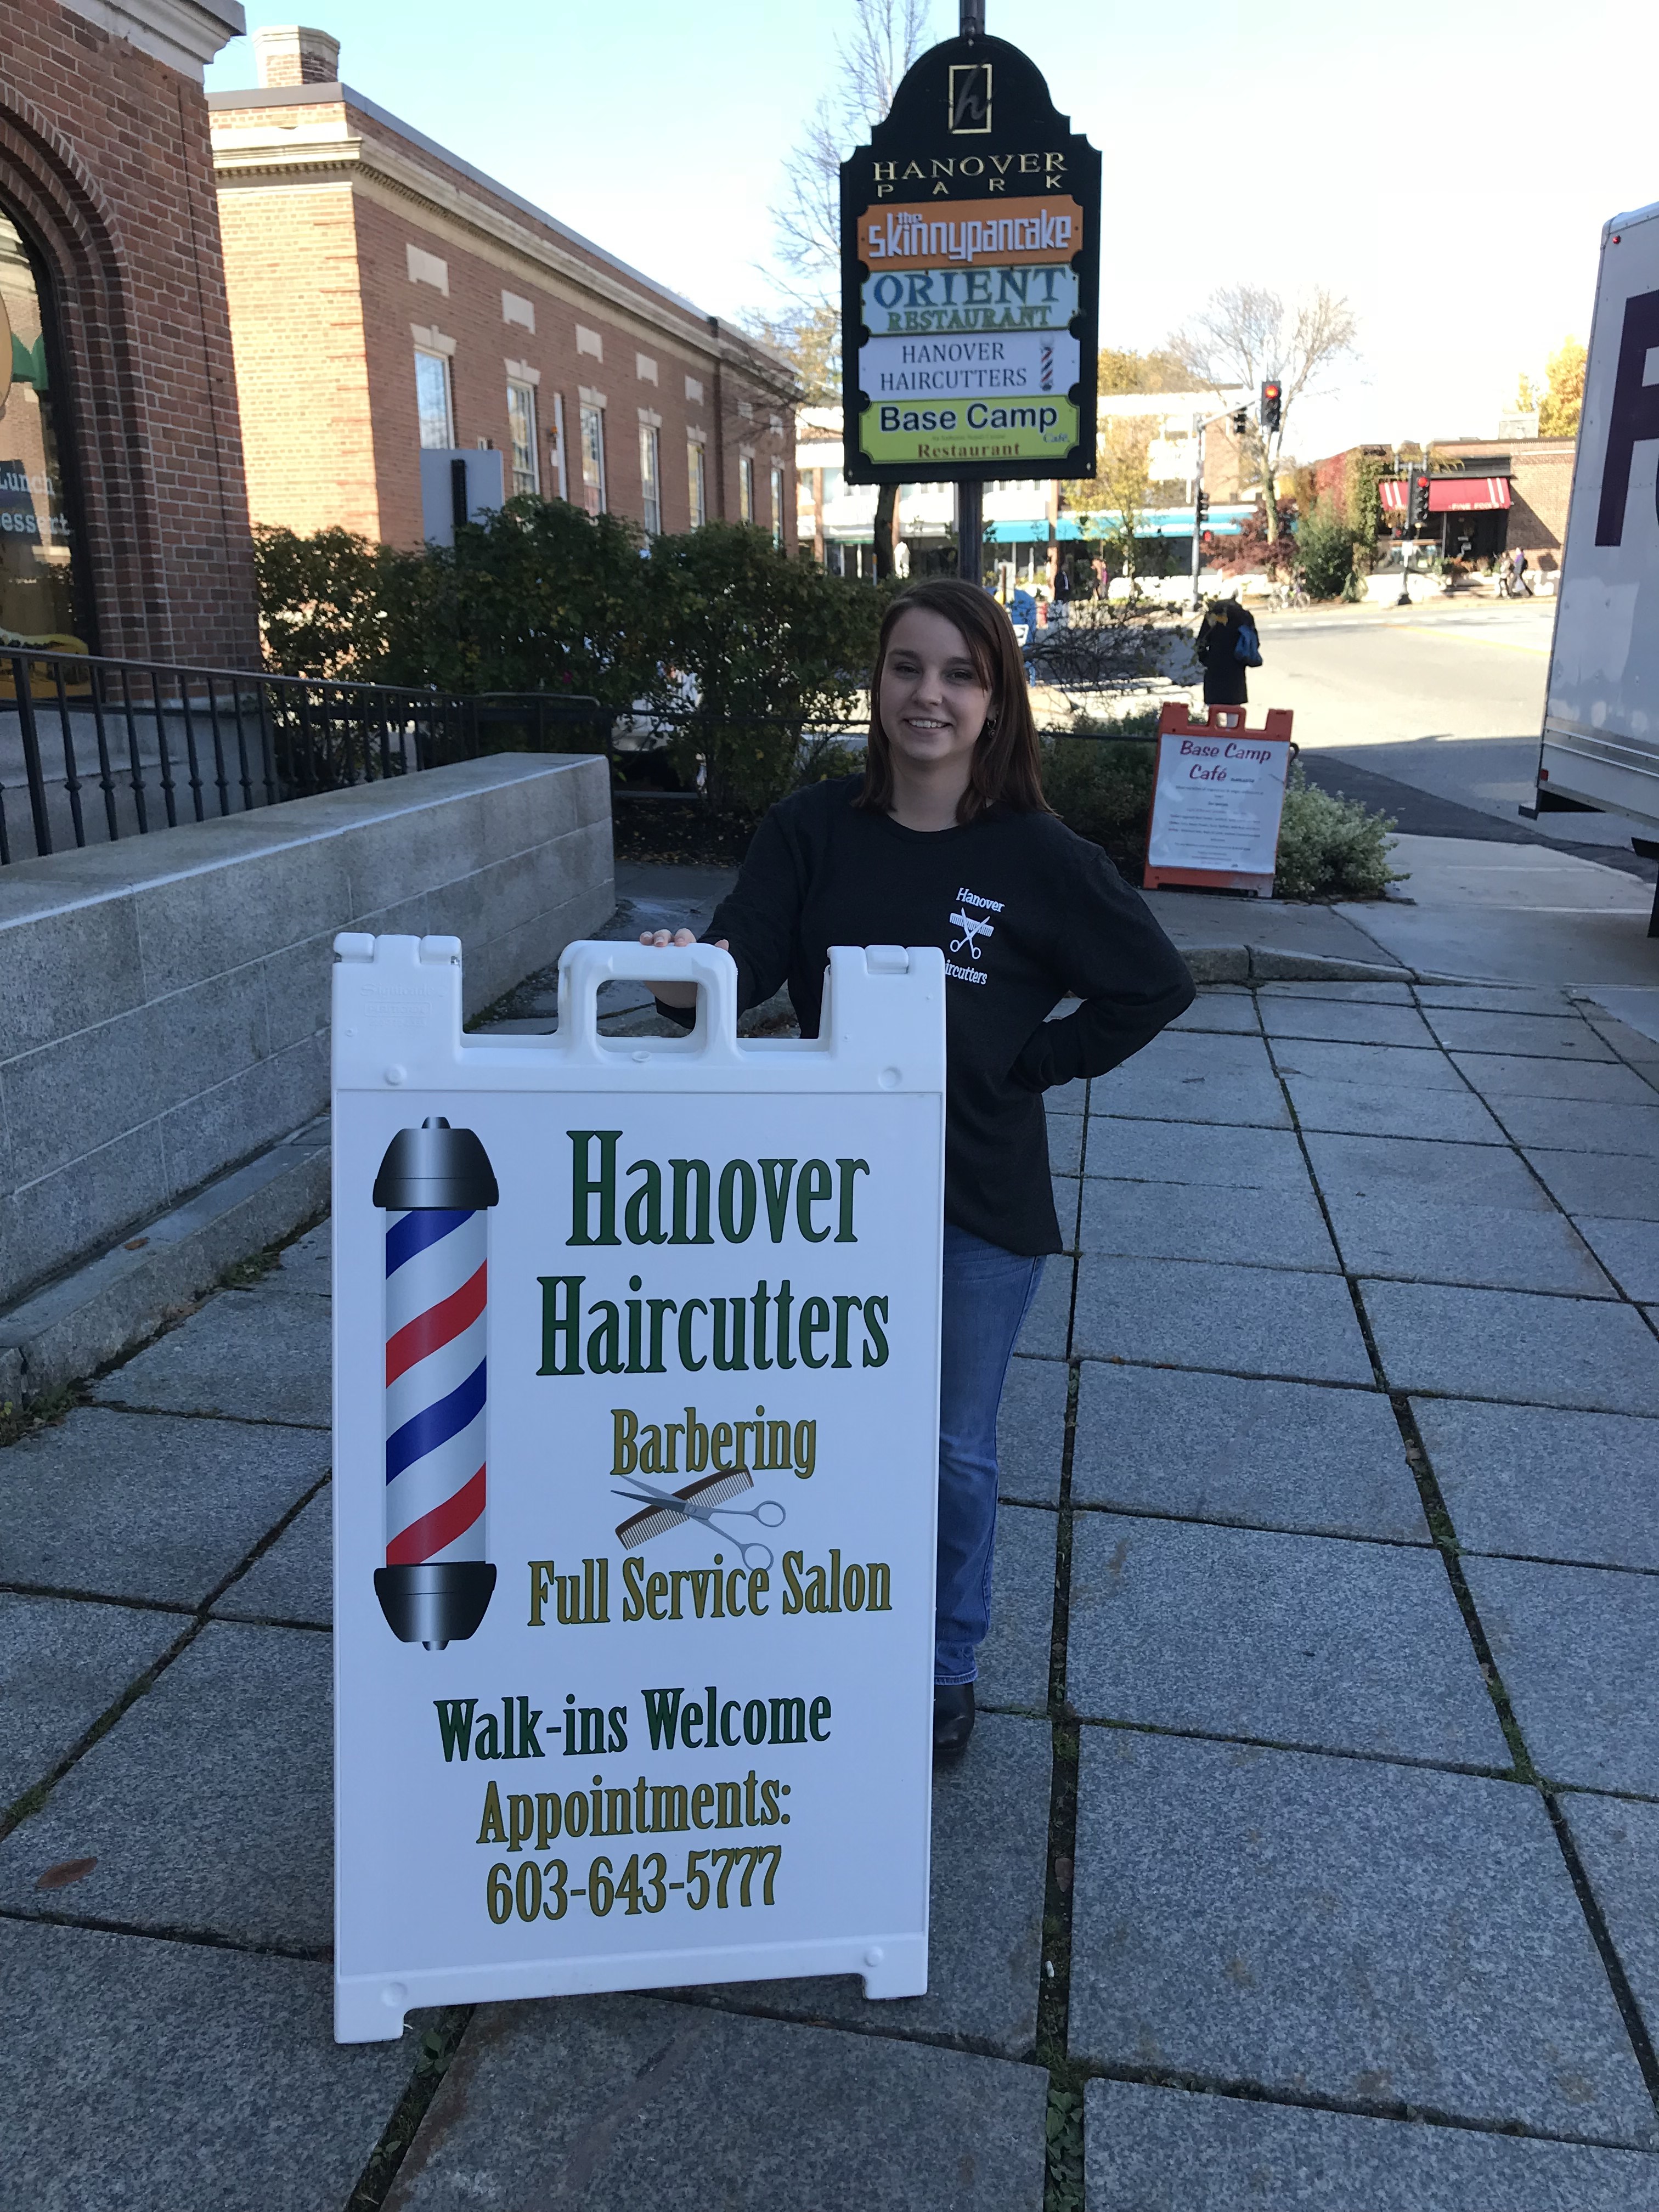 h
HANOVER
PARK
the
skinnypancake
ORIENT
RESTAURANT
HANOVER
HAIRCUTTERS
Base Camp
Café
Restaurant
Lunch
Base Camp
Café
Hanover
ircutters
Hanover
Haircutters
Barbering
Full Service Salon
Walk-ins Welcome
Appointments:
603-643-5777